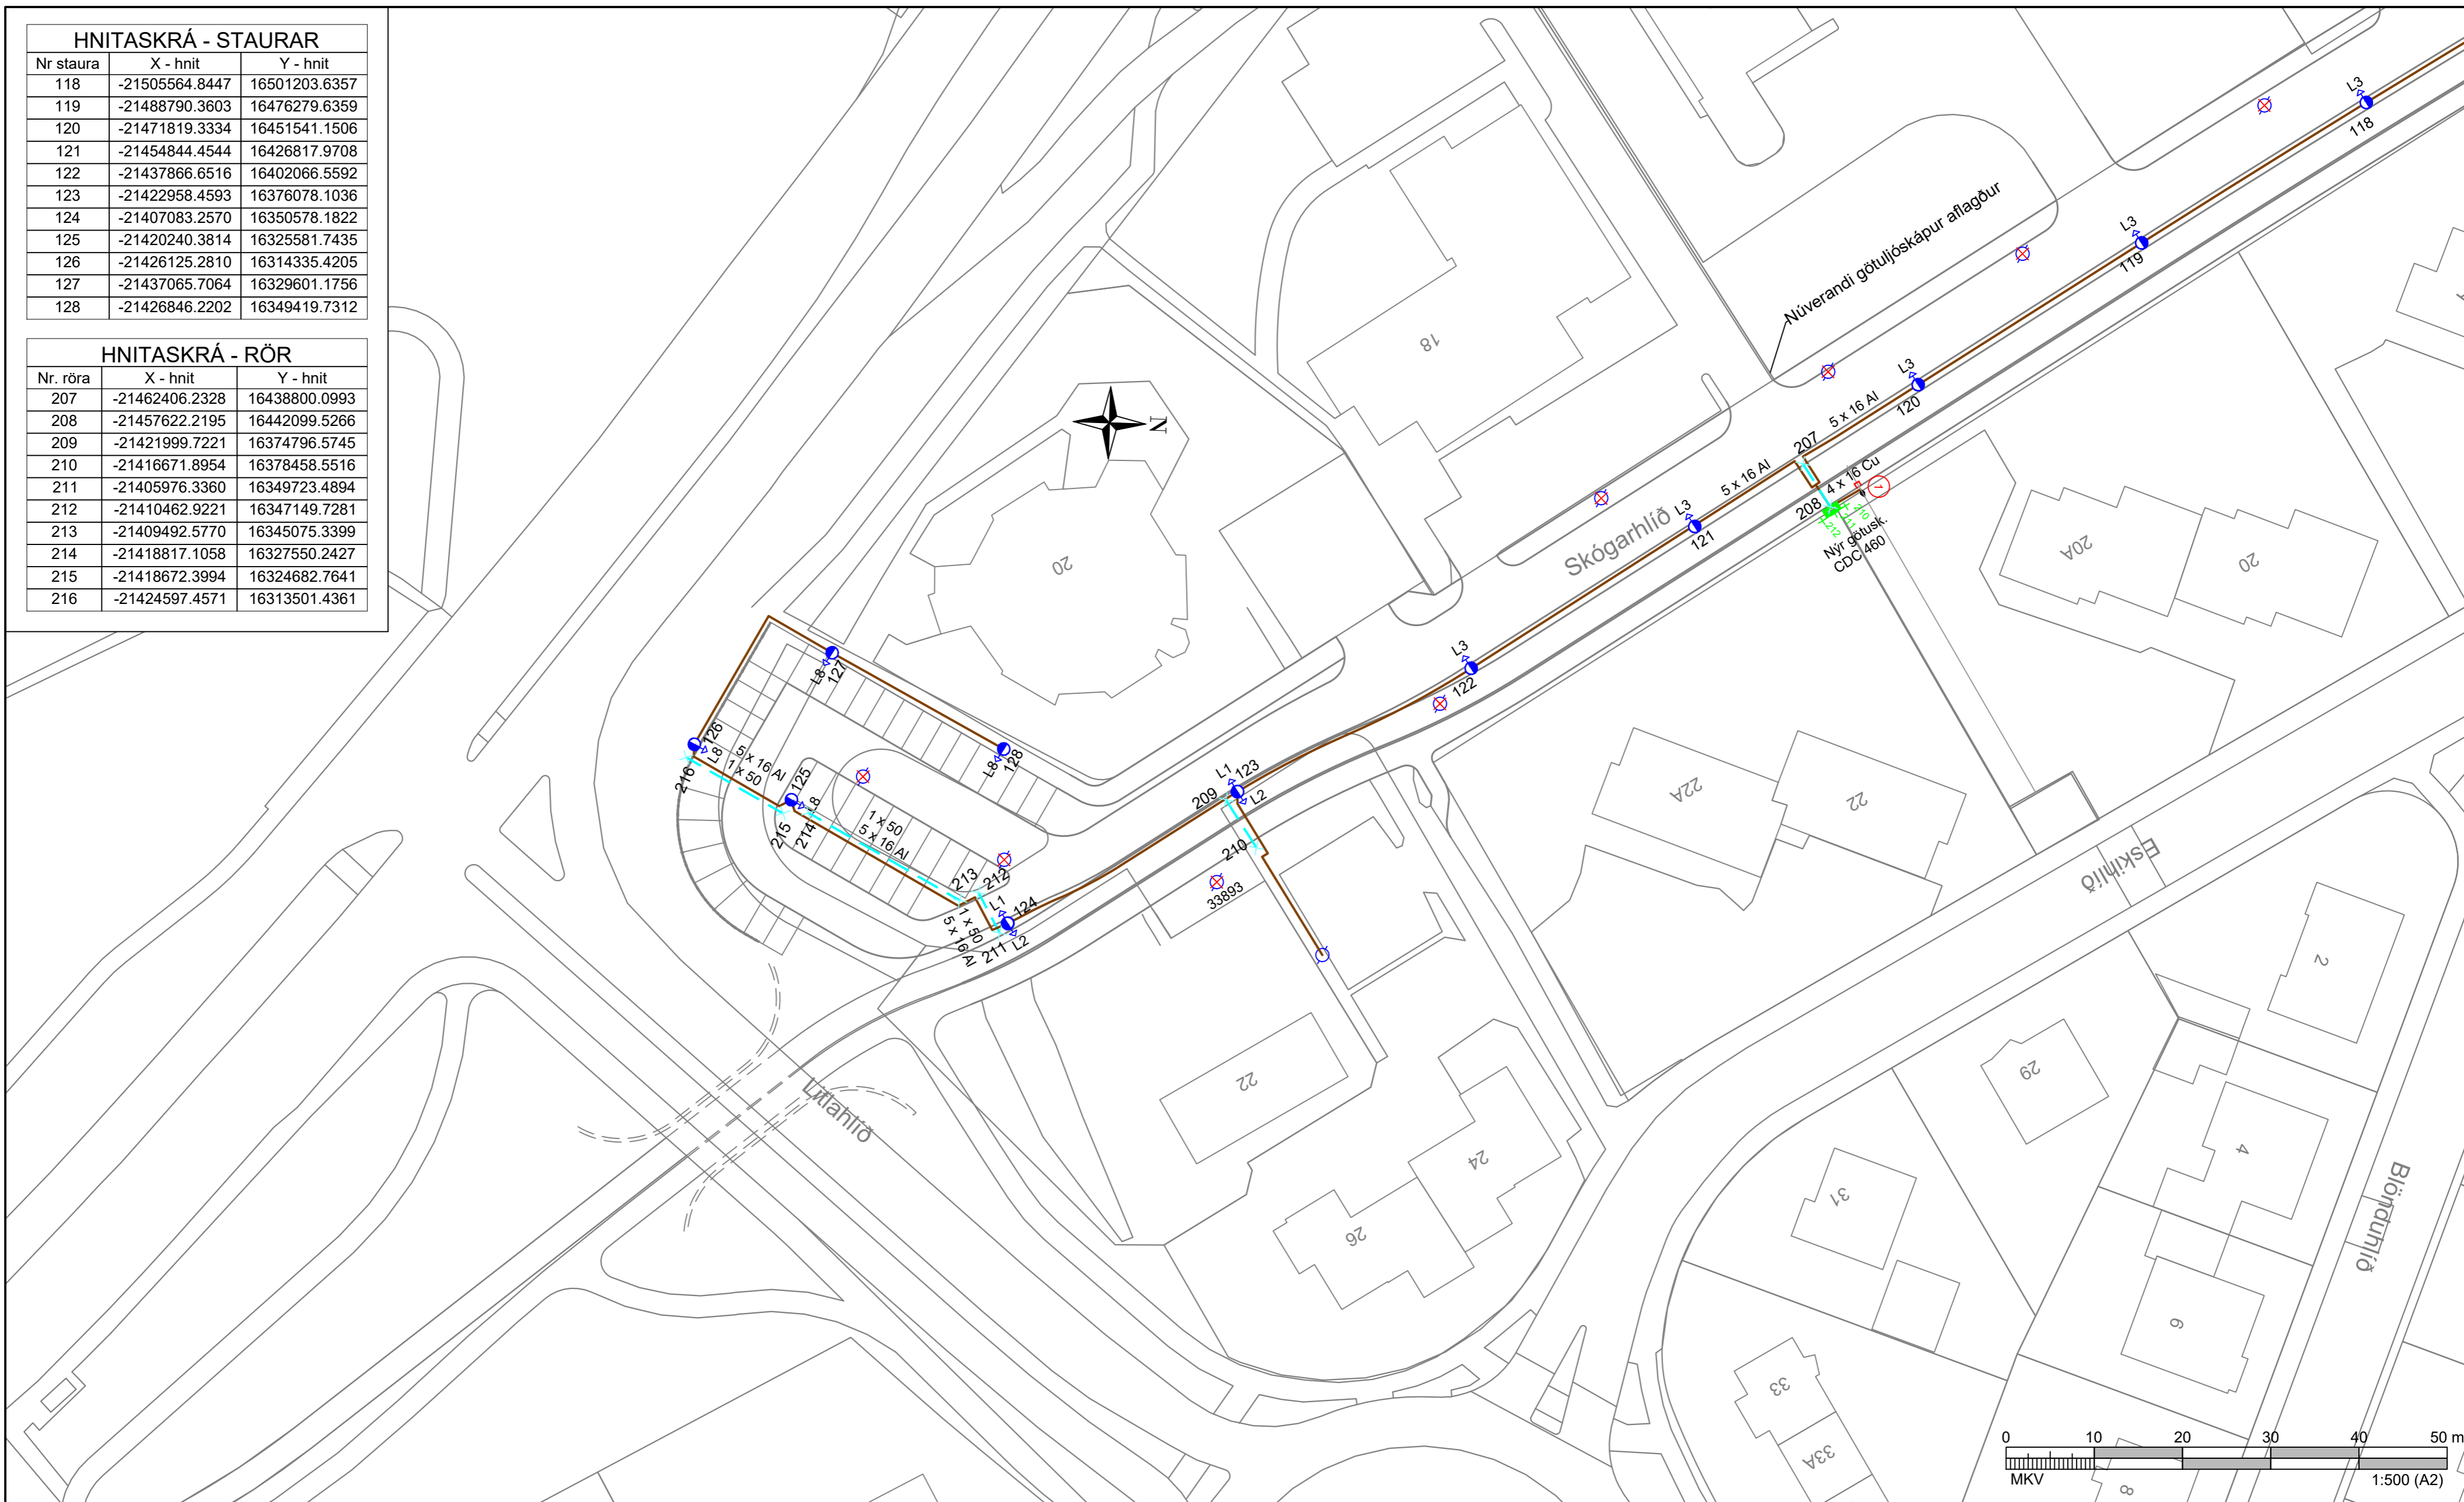 HNITASKRÁ - STAURAR
Nr staura X - hnit Y - hnit
118 -21505564.8447 16501203.6357
119 -21488790.3603 16476279.6359
120 -21471819.3334 16451541.1506
121 -21454844.4544 16426817.9708
122 -21437866.6516 16402066.5592
123 -21422958.4593 16376078.1036
124 -21407083.2570 16350578.1822
125 -21420240.3814 16325581.7435
126 -21426125.2810 16314335.4205
127 -21437065.7064 16329601.1756
128 -21426846.2202 16349419.7312
HNITASKRÁ - RÖR
Nr. röra X - hnit Y - hnit
207 -21462406.2328 16438800.0993
208 -21457622.2195 16442099.5266
209 -21421999.7221 16374796.5745
210 -21416671.8954 16378458.5516
211 -21405976.3360 16349723.4894
212 -21410462.9221 16347149.7281
213 -21409492.5770 16345075.3399
214 -21418817.1058 16327550.2427
215 -21418672.3994 16324682.7641
216 -21424597.4571 16313501.4361
L3
118
L3
119
Núverandi götuljóskápur aflagður
18
L3
120
5 x 16 Al
207
N
5 x 16 Al
4 x 16 Cu
1
208
210
211
212
Nýr götusk.
CDC 460
L3
121
Skógarhlíð
20
20A
20
L3
122
L8
127
126
L8
216
5 x 16 Al
1 x 50
125
L8
L8
128
215
214
1 x 50
5 x 16 Al
L1
123
209
L2
210
22A
22
Eskihlíð
213
212
33893
L1
124
1 x 50
5 x 16 Al
211
L2
2
22
29
Litlahlíð
24
4
31
Blönduhlíð
26
6
33
33A
8
0 10 20 30 40 50 m
MKV 1:500 (A2)